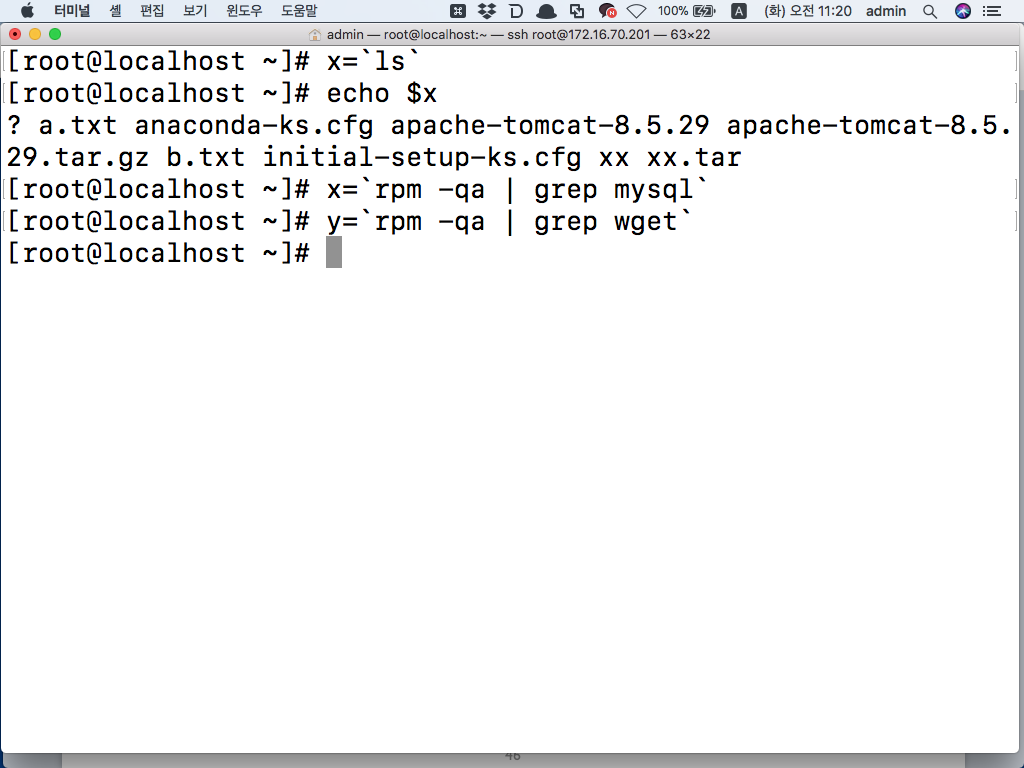 터미널 셸 편집 보기 윈도우 도움말 100% A (화) 오전 11:20 admin
admin — root@localhost:~ — ssh root@172.16.70.201 — 63×22
[root@localhost ~]# x=`ls`
[root@localhost ~]# echo $x
? a.txt anaconda-ks.cfg apache-tomcat-8.5.29 apache-tomcat-8.5.
29.tar.gz b.txt initial-setup-ks.cfg xx xx.tar
[root@localhost ~]# x=`rpm -qa | grep mysql`
[root@localhost ~]# y=`rpm -qa | grep wget`
[root@localhost ~]#
46